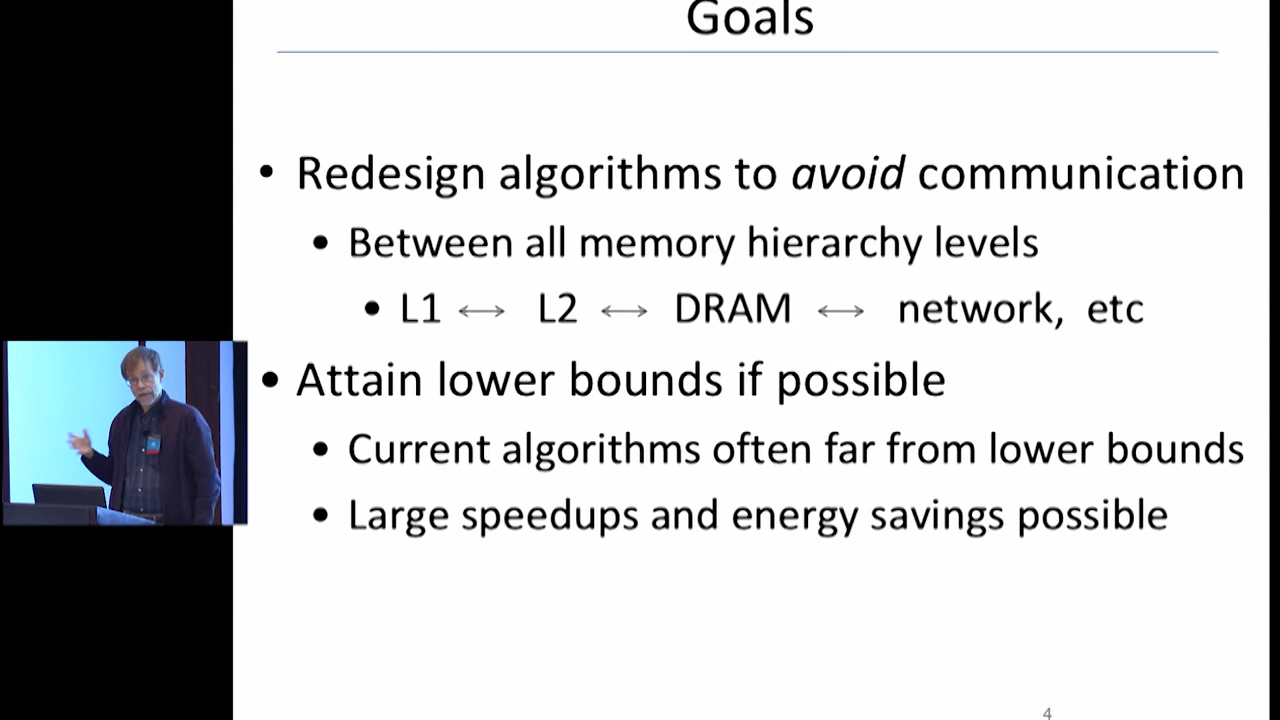 Goals
• Redesign algorithms to avoid communication
• Between all memory hierarchy levels
• L1 ↔ L2 ↔ DRAM ↔ network, etc
• Attain lower bounds if possible
• Current algorithms often far from lower bounds
• Large speedups and energy savings possible
4